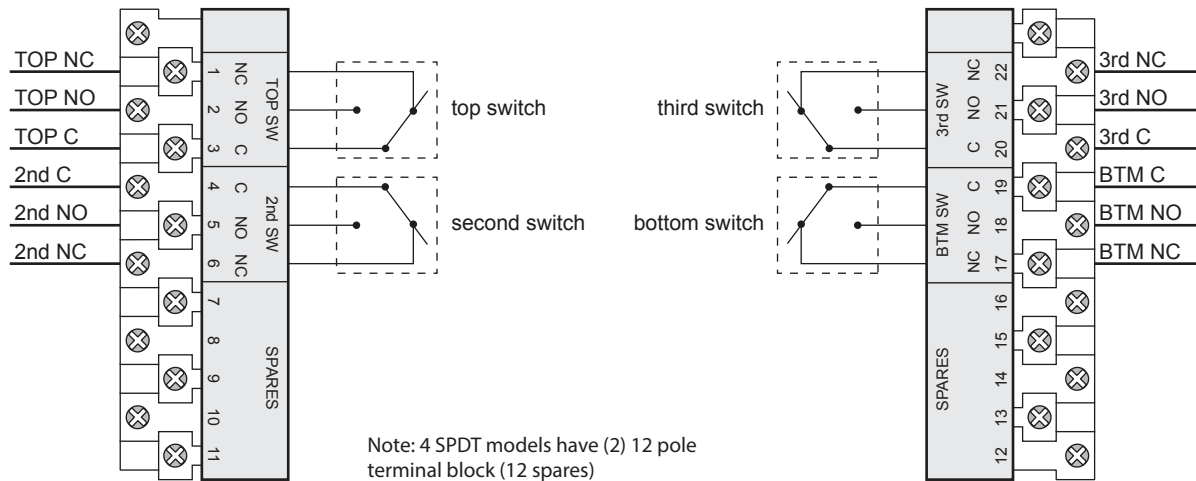 TOP NC
TOP NO
TOP C
2nd C
2nd NO
2nd NC
1 NC
2 NO
3 C
TOP SW
4 C
5 NO
6 NC
2nd SW
7
8
9
10
11
SPARES
top switch
second switch
third switch
bottom switch
3rd SW
NC 22
NO 21
C 20
BTM SW
C 19
NO 18
NC 17
SPARES
16
15
14
13
12
3rd NC
3rd NO
3rd C
BTM C
BTM NO
BTM NC
Note: 4 SPDT models have (2) 12 pole
terminal block (12 spares)